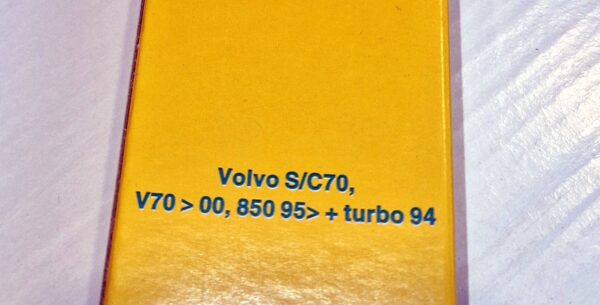 Volvo S/C70,
V70 > 00, 850 95> + turbo 94